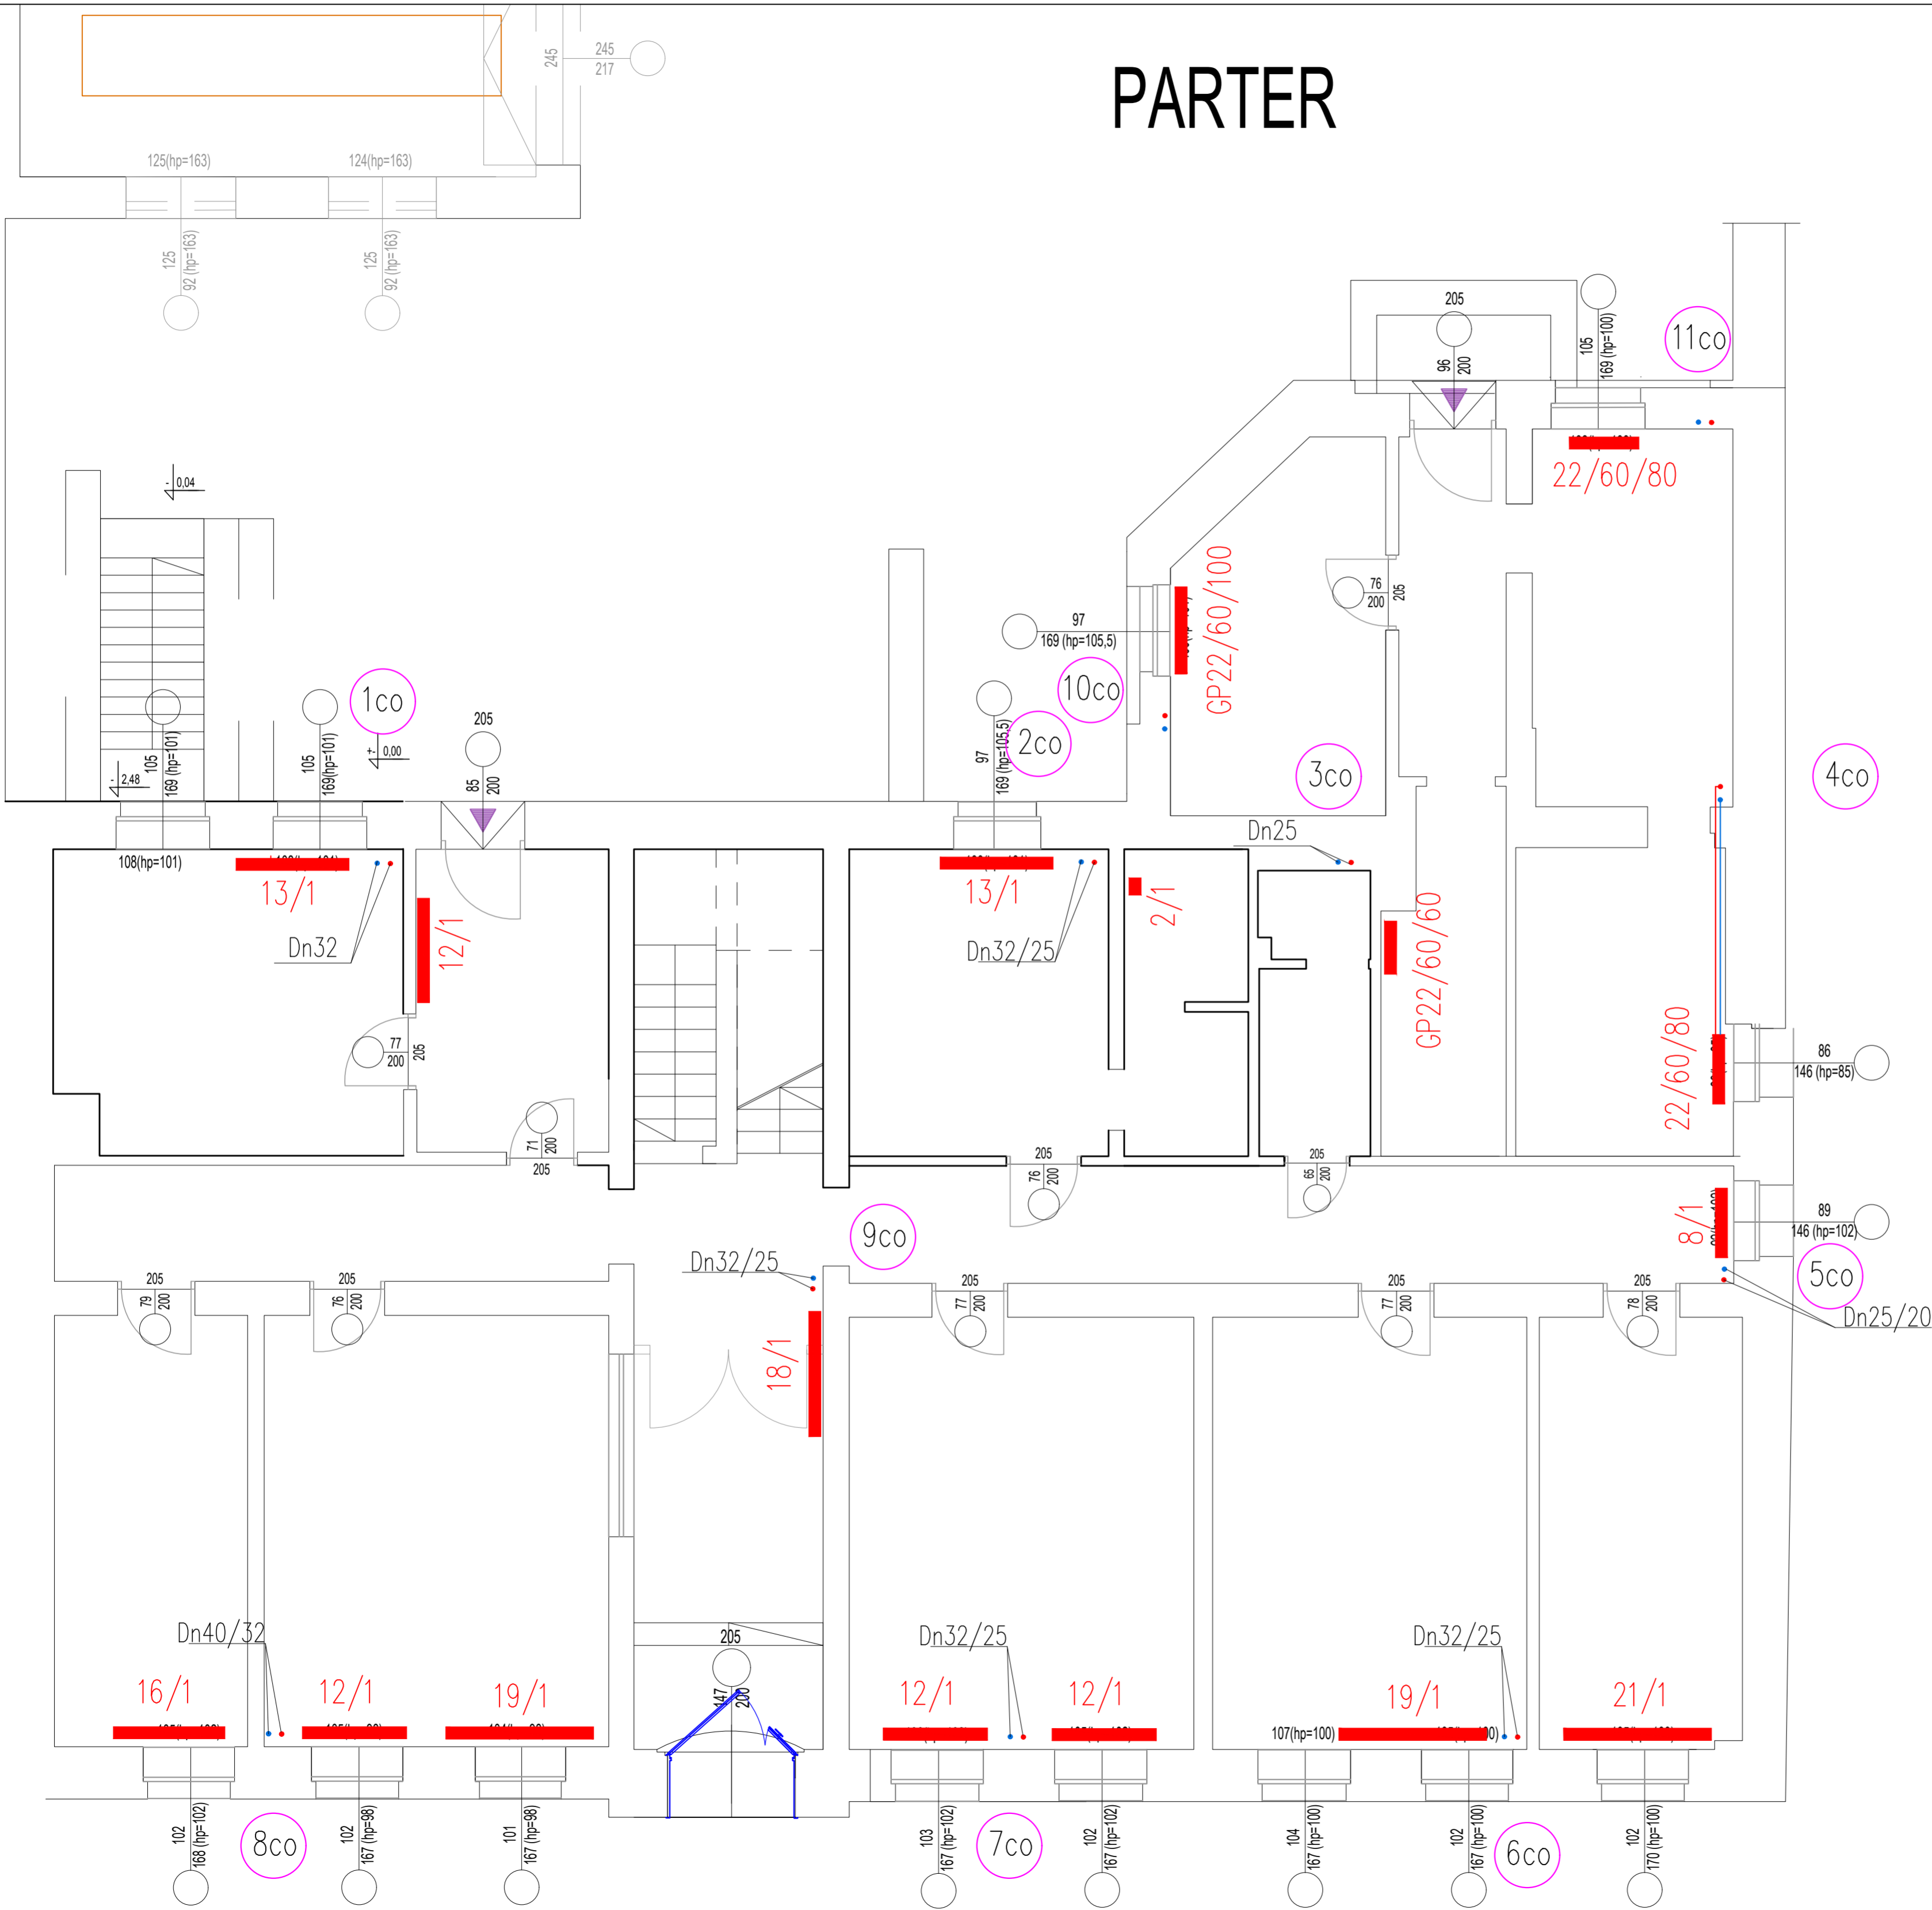 PARTER
245
245
217
125(hp=163)
124(hp=163)
125
92 (hp=163)
125
92 (hp=163)
205
96
200
105
169 (hp=100)
11co
22/60/80
- 0,04
GP22/60/100
76
200
205
97
169 (hp=105,5)
10co
1co
205
97
169 (hp=105,5)
2co
3co
4co
105
169 (hp=101)
105
169(hp=101)
+- 0,00
- 2,48
85
200
Dn25
108(hp=101)
13/1
Dn32
12/1
13/1
Dn32/25
2/1
GP22/60/60
22/60/80
77
200
205
86
146 (hp=85)
71
200
205
205
76
200
205
65
200
8/1
89
146 (hp=102)
9co
Dn32/25
5co
Dn25/20
205
79
200
205
76
200
18/1
205
77
200
205
77
200
205
78
200
Dn40/32
205
147
200
Dn32/25
Dn32/25
16/1
12/1
19/1
12/1
12/1
19/1
21/1
107(hp=100)
102
168 (hp=102)
8co
102
167 (hp=98)
101
167 (hp=98)
103
167 (hp=102)
7co
102
167 (hp=102)
104
167 (hp=100)
102
167 (hp=100)
6co
102
170 (hp=100)